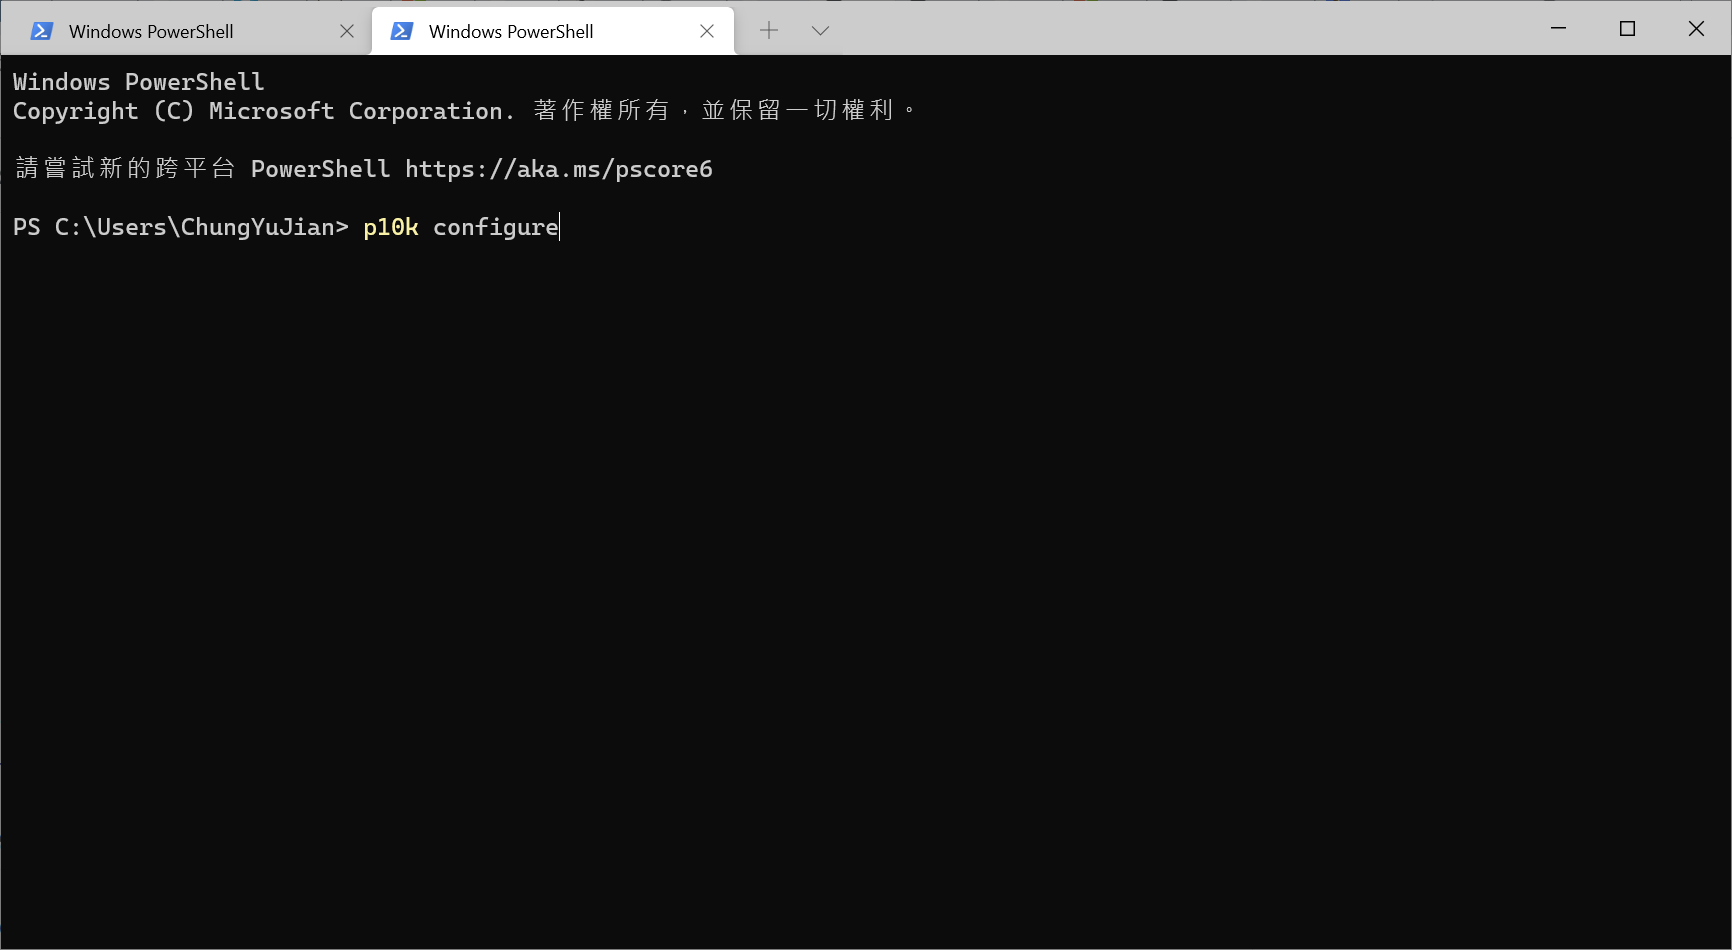 Windows PowerShell
Windows PowerShell
Windows PowerShell
Copyright (C) Microsoft Corporation. 著作權所有，並保留一切權利。
請嘗試新的跨平台 PowerShell https://aka.ms/pscore6
PS C:\Users\ChungYuJian> p10k configure